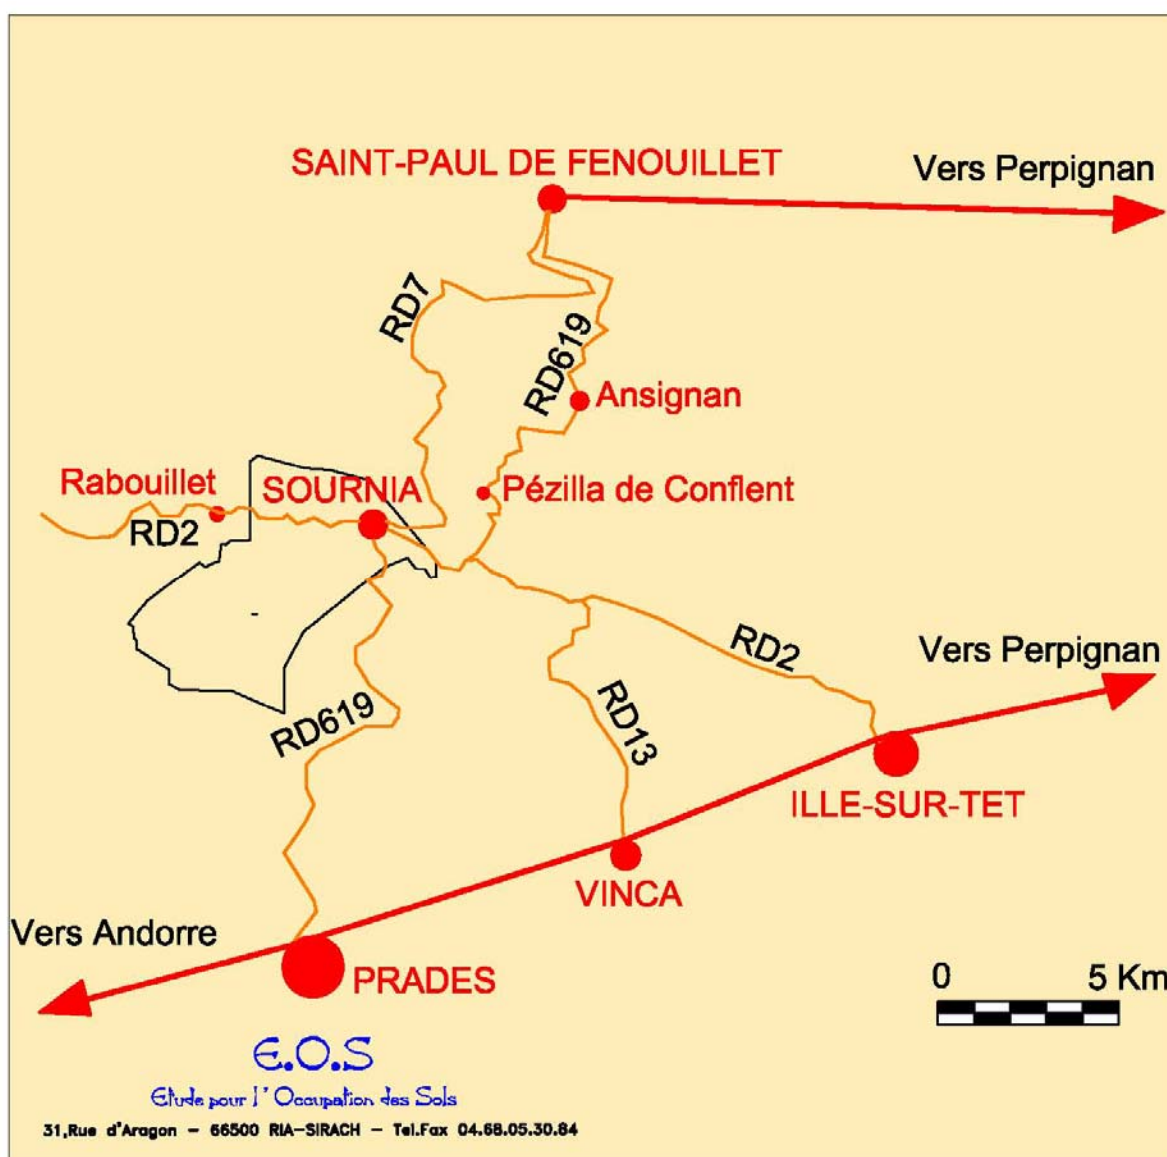 SAINT-PAUL DE FENOUILLET
Vers Perpignan
RD7
RD619
Ansignan
Rabouillet
SOURNIA
Pézilla de Conflent
RD2
RD2
Vers Perpignan
RD619
RD13
ILLE-SUR-TET
VINCA
Vers Andorre
PRADES
0 5 Km
E.O.S
Etude pour l'Occupation des Sols
31,Rue d'Aragon - 66500 RIA-SIRACH - Tel.Fax 04.68.05.30.84